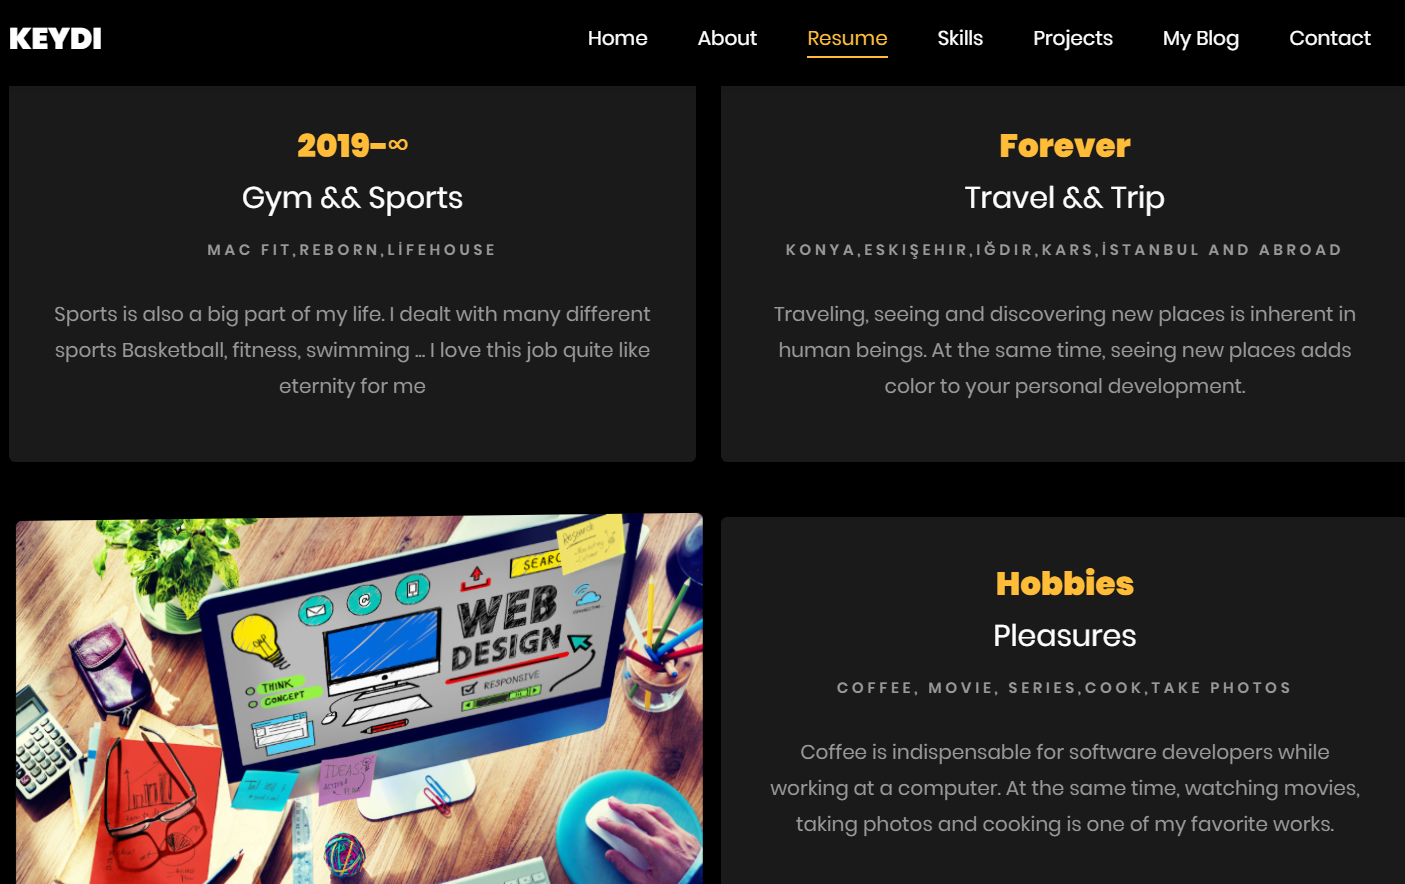 KEYDI
Home About Resume Skills Projects My Blog Contact
2019-∞
Gym && Sports
MAC FIT,REBORN,LİFEHOUSE
Sports is also a big part of my life. I dealt with many different
sports Basketball, fitness, swimming ... I love this job quite like
eternity for me
Forever
Travel && Trip
KONYA,ESKIŞEHIR,IĞDIR,KARS,İSTANBUL AND ABROAD
Traveling, seeing and discovering new places is inherent in
human beings. At the same time, seeing new places adds
color to your personal development.
Research
SEARC
WEB
DESIGN
RESPONSIVE
THINK
CONCEPT
IDEAS
Hobbies
Pleasures
COFFEE, MOVIE, SERIES,COOK,TAKE PHOTOS
Coffee is indispensable for software developers while
working at a computer. At the same time, watching movies,
taking photos and cooking is one of my favorite works.